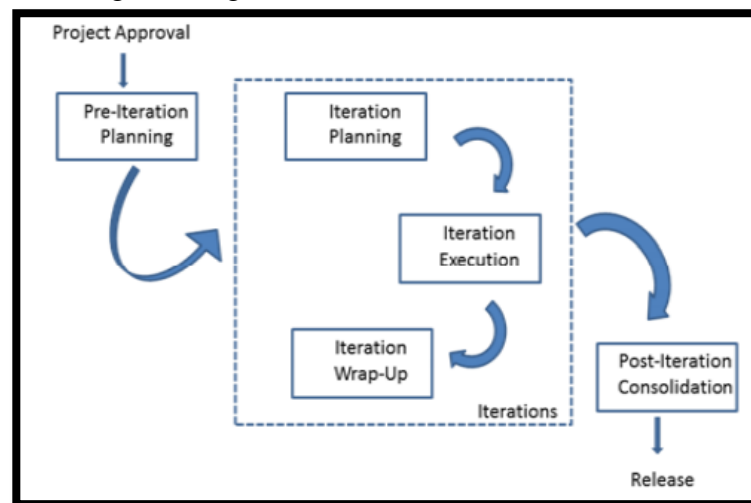 Project Approval
Pre-Iteration
Planning
Iteration
Planning
Iteration
Execution
Iteration
Wrap-Up
Iterations
Post-Iteration
Consolidation
Release